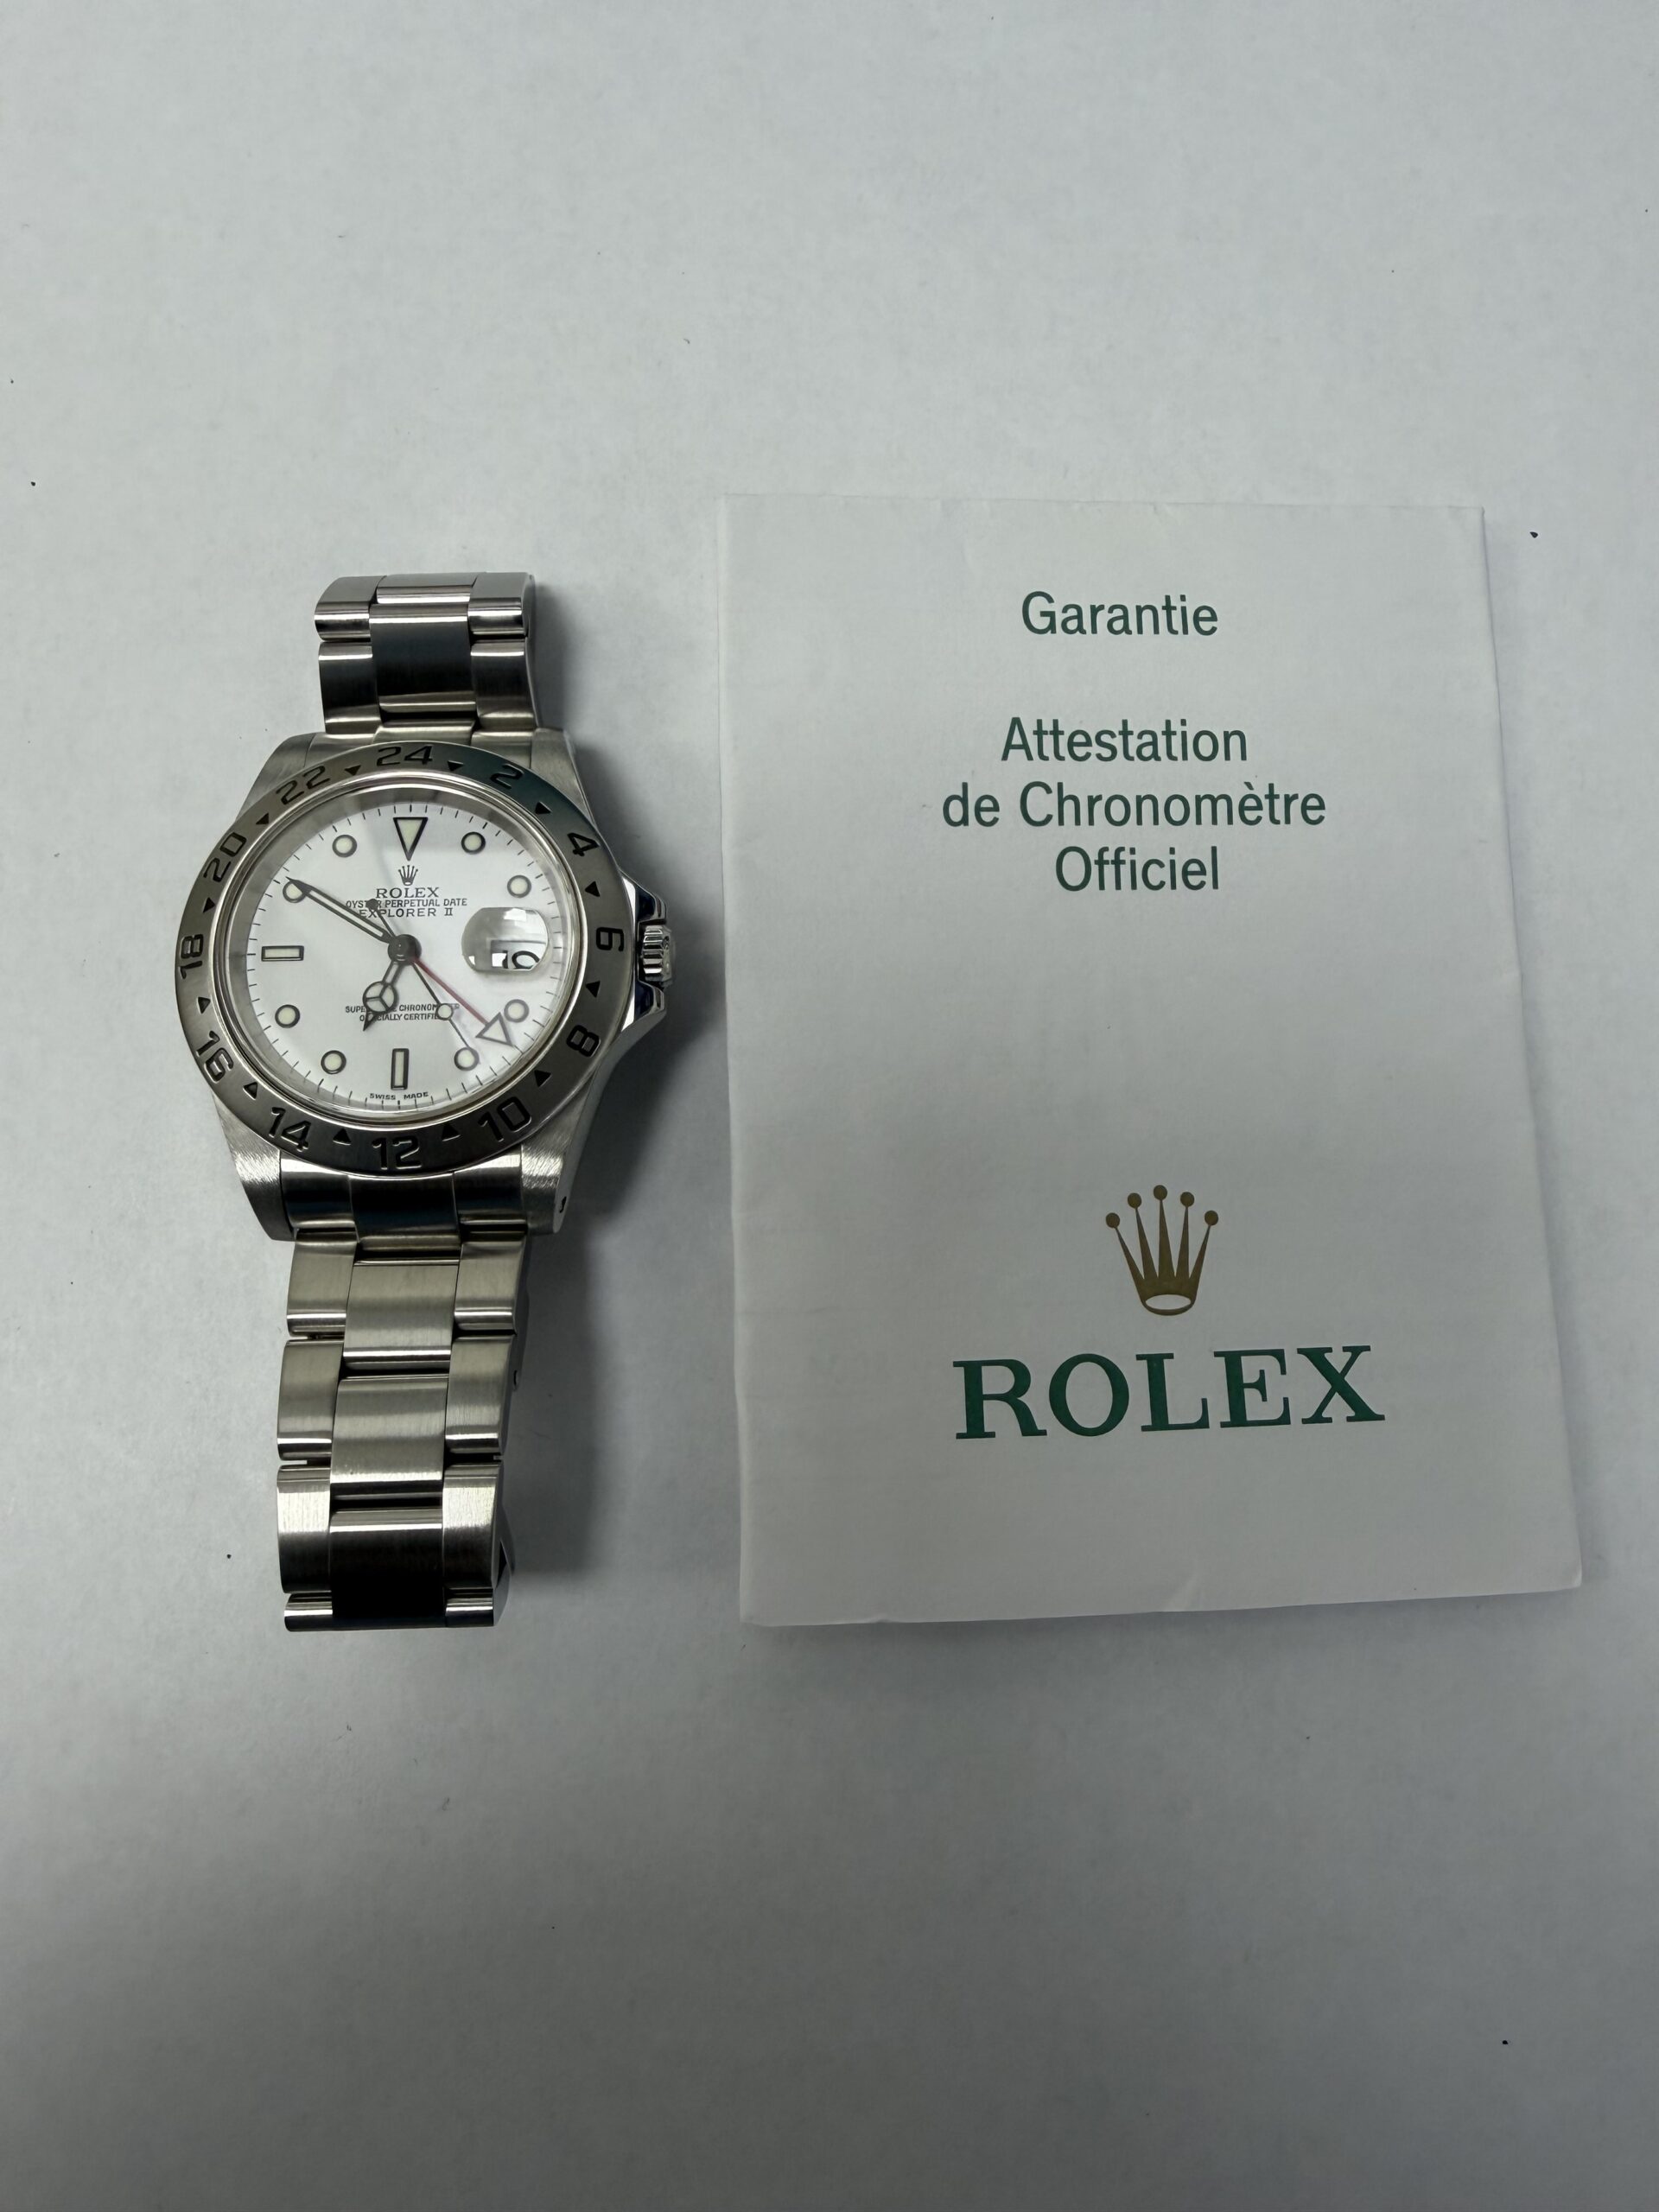 24
2
4
6
8
10
12
14
16
18
20
22
ROLEX
OYSTER PERPETUAL DATE
EXPLORER II
OFFICIALLY
SWISS MADE
Garantie
Attestation
de Chronomètre
Officiel
ROLEX